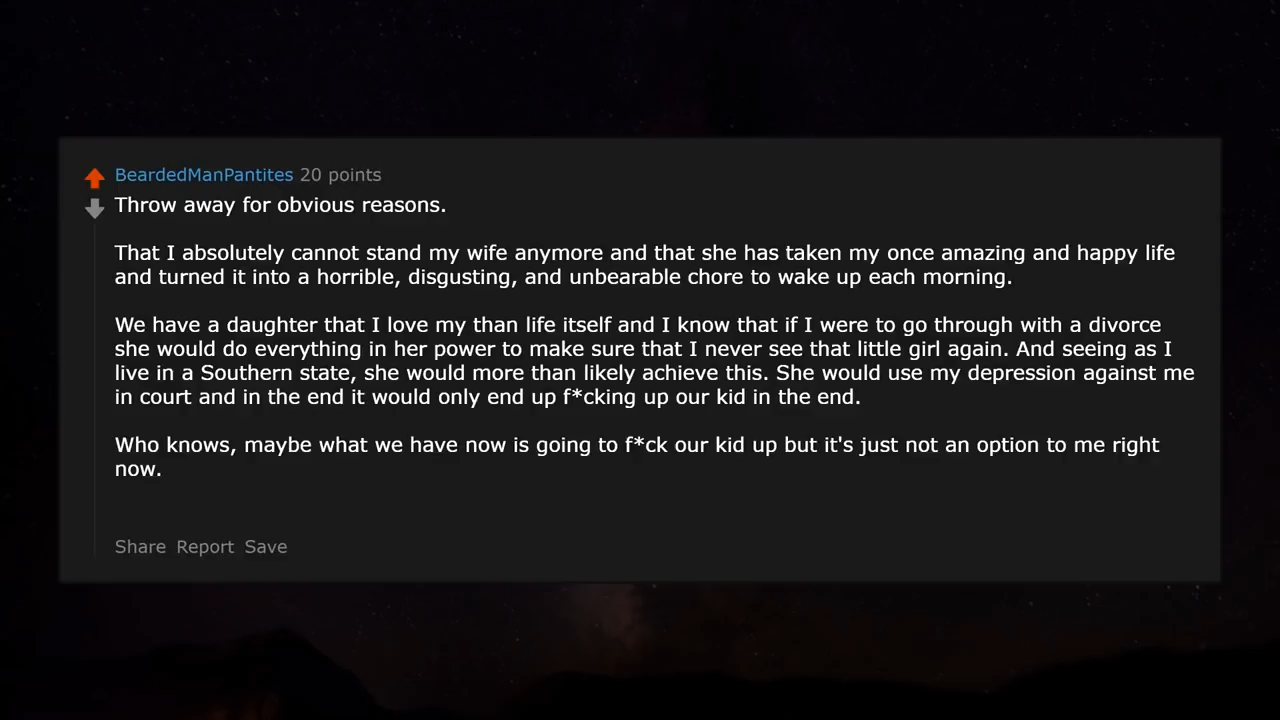 BeardedManPantites 20 points
Throw away for obvious reasons.
That I absolutely cannot stand my wife anymore and that she has taken my once amazing and happy life
and turned it into a horrible, disgusting, and unbearable chore to wake up each morning.
We have a daughter that I love my than life itself and I know that if I were to go through with a divorce
she would do everything in her power to make sure that I never see that little girl again. And seeing as I
live in a Southern state, she would more than likely achieve this. She would use my depression against me
in court and in the end it would only end up f*cking up our kid in the end.
Who knows, maybe what we have now is going to f*ck our kid up but it's just not an option to me right
now.
Share Report Save